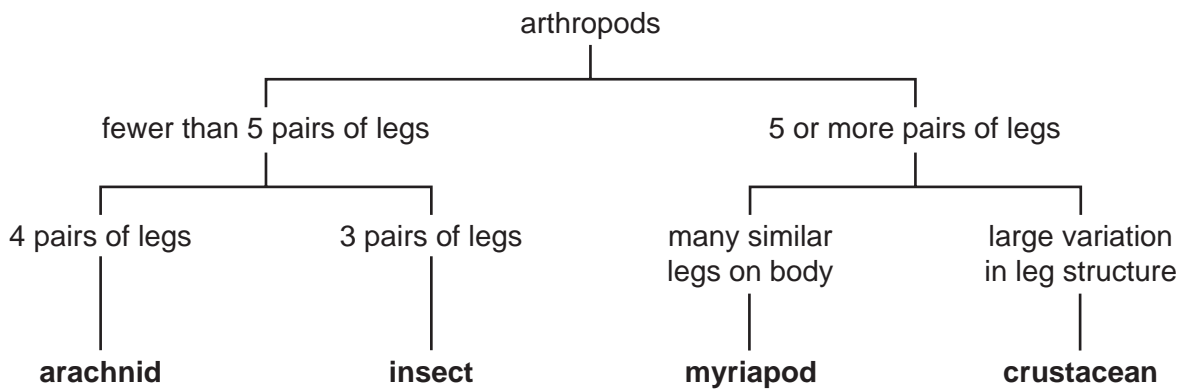 arthropods
fewer than 5 pairs of legs
5 or more pairs of legs
4 pairs of legs
3 pairs of legs
many similar
legs on body
large variation
in leg structure
arachnid
insect
myriapod
crustacean